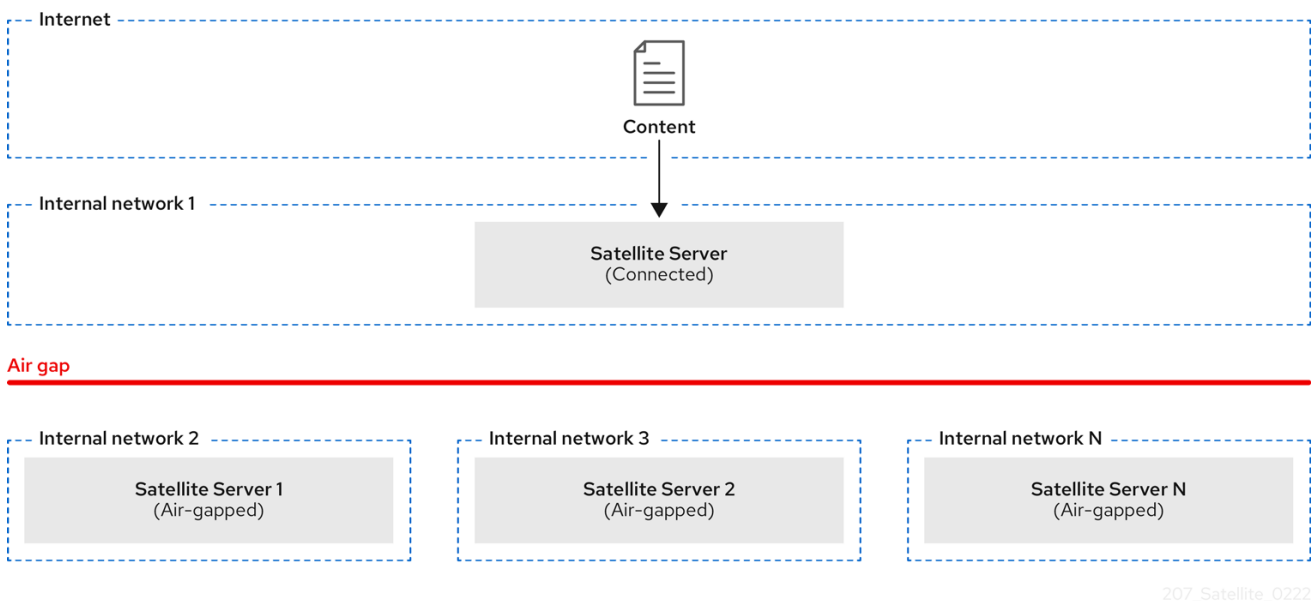 Internet
Content
Internal network 1
Satellite Server
(Connected)
Air gap
Internal network 2
Internal network 3
Internal network N
Satellite Server 1
(Air-gapped)
Satellite Server 2
(Air-gapped)
Satellite Server N
(Air-gapped)
207_Satellite_0222